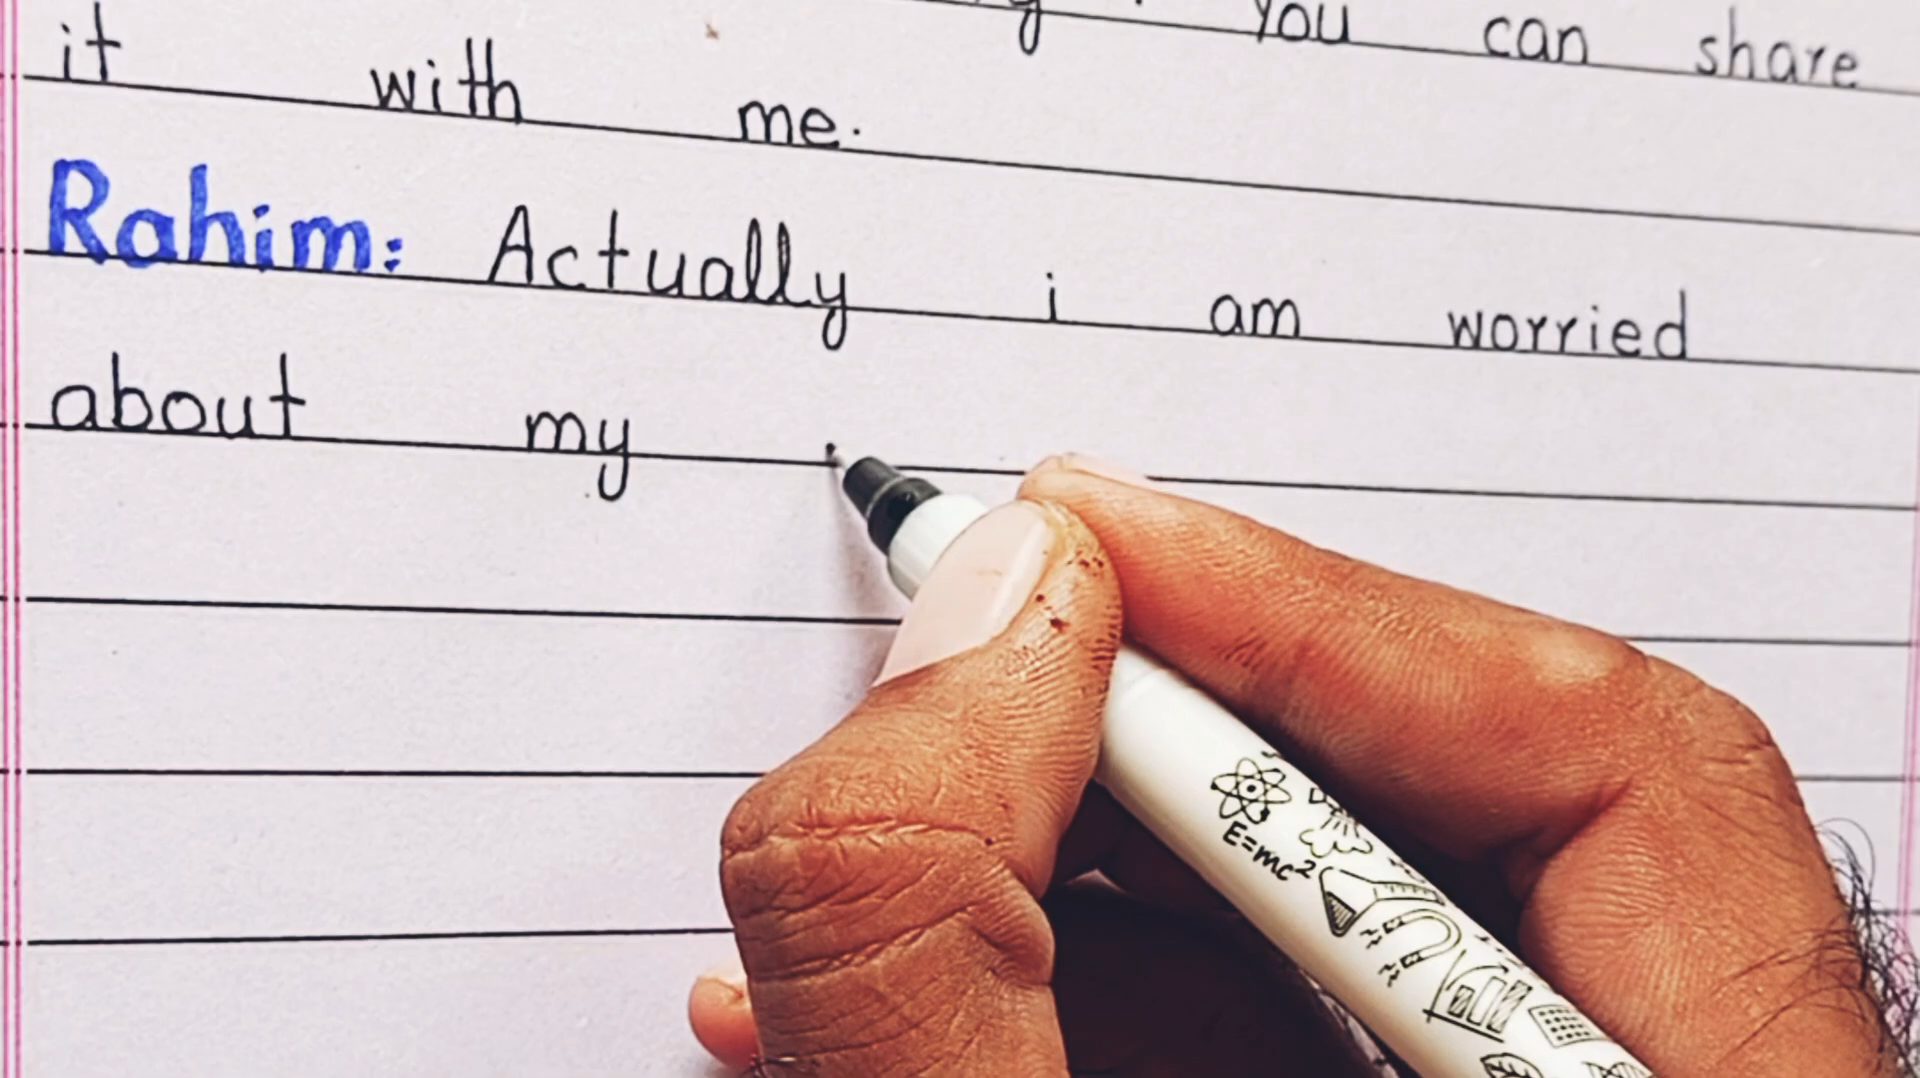 You can share
it with me.
Rahim: Actually i am worried
about my
E=mc²